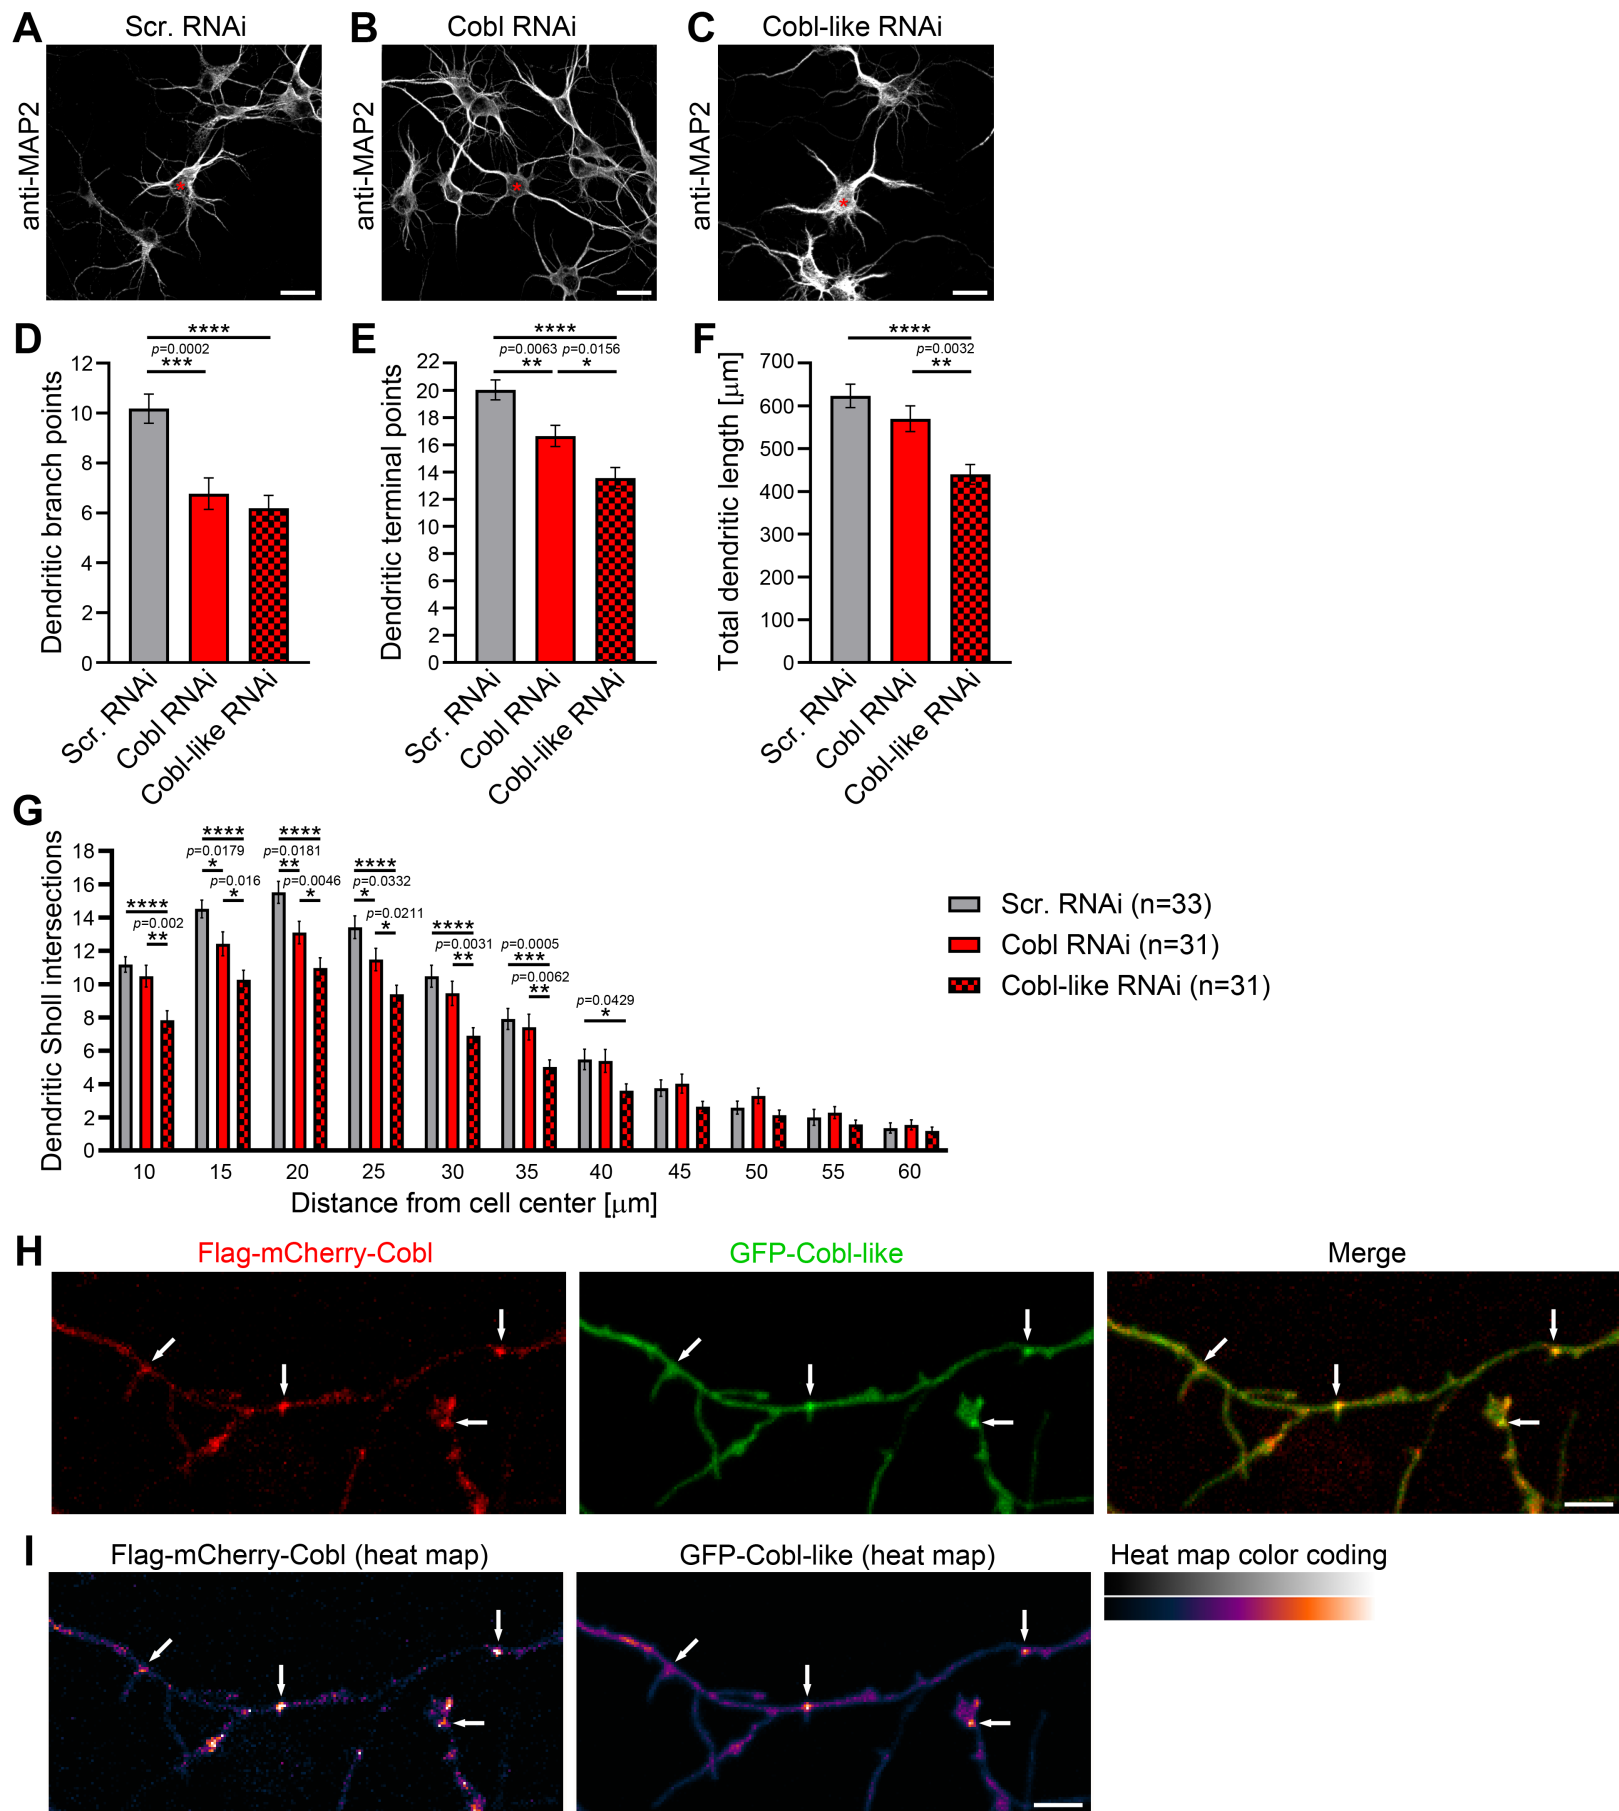 A Scr. RNAi B Cobl RNAi C Cobl-like RNAi
anti-MAP2
anti-MAP2
anti-MAP2
* * *
D
****
p=0.0002
***
Dendritic branch points
12
10
8
6
4
2
0
Scr. RNAi
Cobl RNAi
Cobl-like RNAi
E
****
p=0.0063 p=0.0156
** *
Dendritic terminal points
22
20
18
16
14
12
10
8
6
4
2
0
Scr. RNAi
Cobl RNAi
Cobl-like RNAi
F
****
p=0.0032
**
Total dendritic length [µm]
700
600
500
400
300
200
100
0
Scr. RNAi
Cobl RNAi
Cobl-like RNAi
G
Dendritic Sholl intersections
18
16
14
12
10
8
6
4
2
0
****
p=0.002
**
****
p=0.0179
*
p=0.016
*
****
p=0.0181
**
p=0.0046
*
****
p=0.0332
*
p=0.0211
*
****
p=0.0031
**
p=0.0005
***
p=0.0062
**
p=0.0429
*
10 15 20 25 30 35 40 45 50 55 60
Distance from cell center [µm]
Scr. RNAi (n=33)
Cobl RNAi (n=31)
Cobl-like RNAi (n=31)
H Flag-mCherry-Cobl GFP-Cobl-like Merge
I Flag-mCherry-Cobl (heat map) GFP-Cobl-like (heat map) Heat map color coding